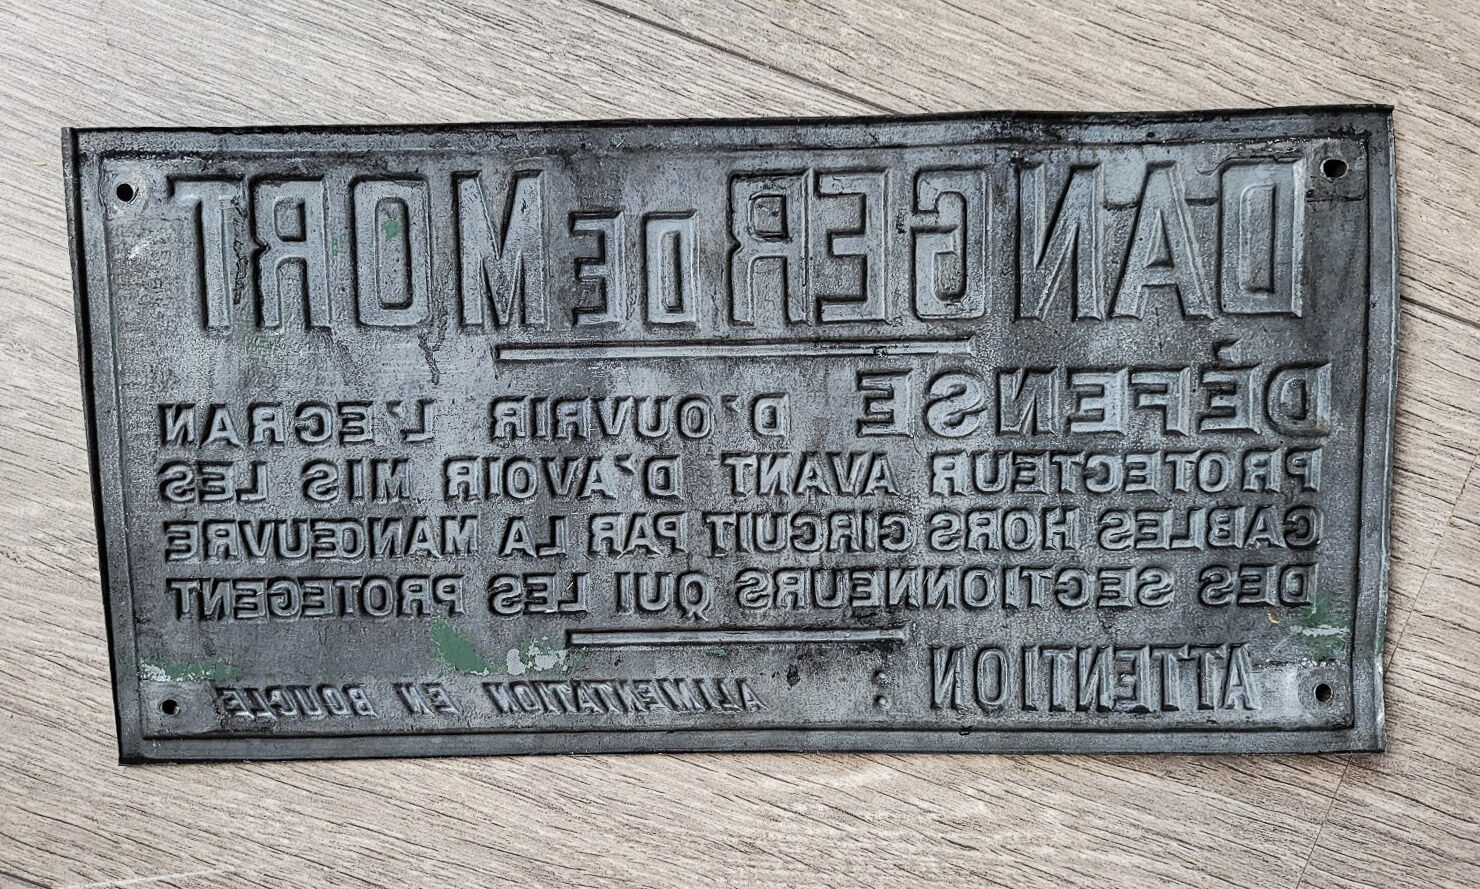 DANGER DE MORT
DÉFENSE D'OUVRIR L'ECRAN
PROTECTEUR AVANT D'AVOIR MIS LES
CABLES HORS CIRCUIT PAR LA MANŒUVRE
DES SECTIONNEURS QUI LES PROTEGENT
ATTENTION : ALIMENTATION EN BOUCLE